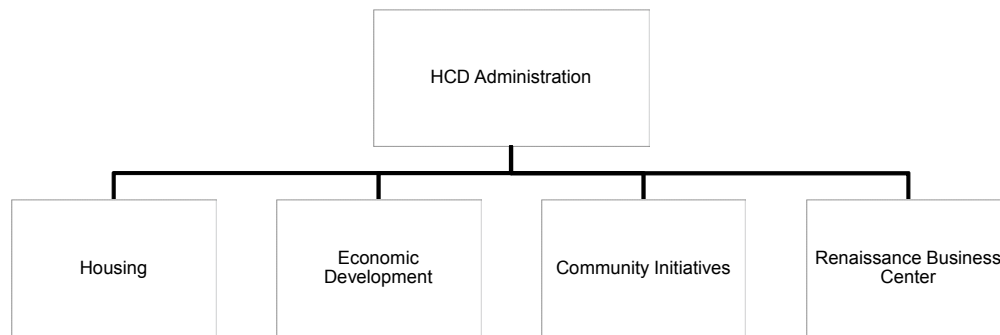 HCD Administration
Housing
Economic
Development
Community Initiatives
Renaissance Business
Center